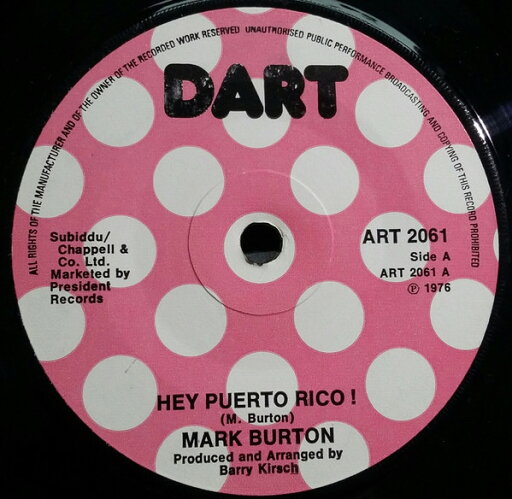 ALL RIGHTS OF THE MANUFACTURER AND OF THE OWNER OF THE RECORDED WORK RESERVED UNAUTHORISED PUBLIC PERFORMANCE BROADCASTING AND COPYING OF THIS RECORD PROHIBITED
DART
Subiddu/
Chappell &
Co. Ltd.
Marketed by
President
Records
ART 2061
Side A
ART 2061 A
℗ 1976
HEY PUERTO RICO !
(M. Burton)
MARK BURTON
Produced and Arranged by
Barry Kirsch